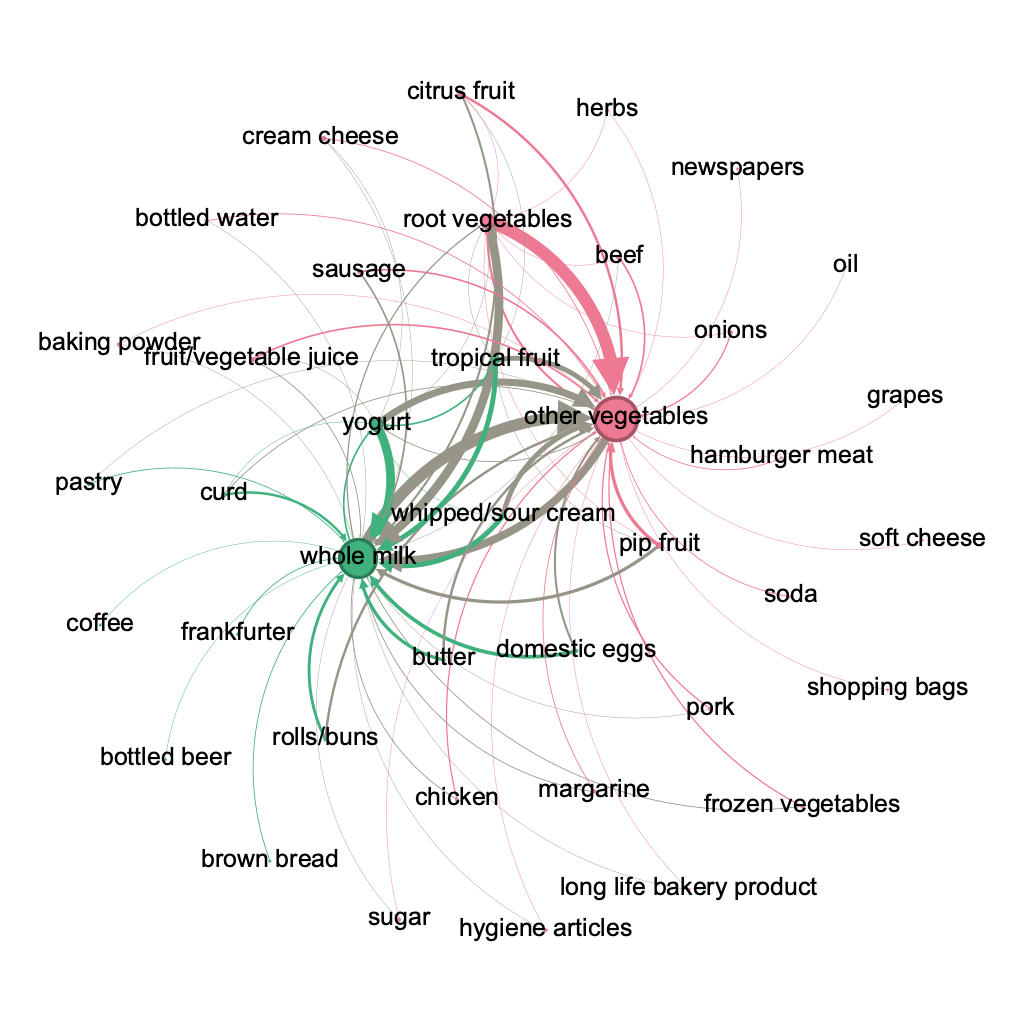 citrus fruit
herbs
cream cheese
newspapers
bottled water
root vegetables
beef
oil
sausage
onions
baking powder
fruit/vegetable juice
tropical fruit
grapes
yogurt
other vegetables
hamburger meat
pastry
curd
whipped/sour cream
pip fruit
soft cheese
whole milk
soda
coffee
frankfurter
butter
domestic eggs
shopping bags
pork
rolls/buns
bottled beer
chicken
margarine
frozen vegetables
brown bread
long life bakery product
sugar
hygiene articles